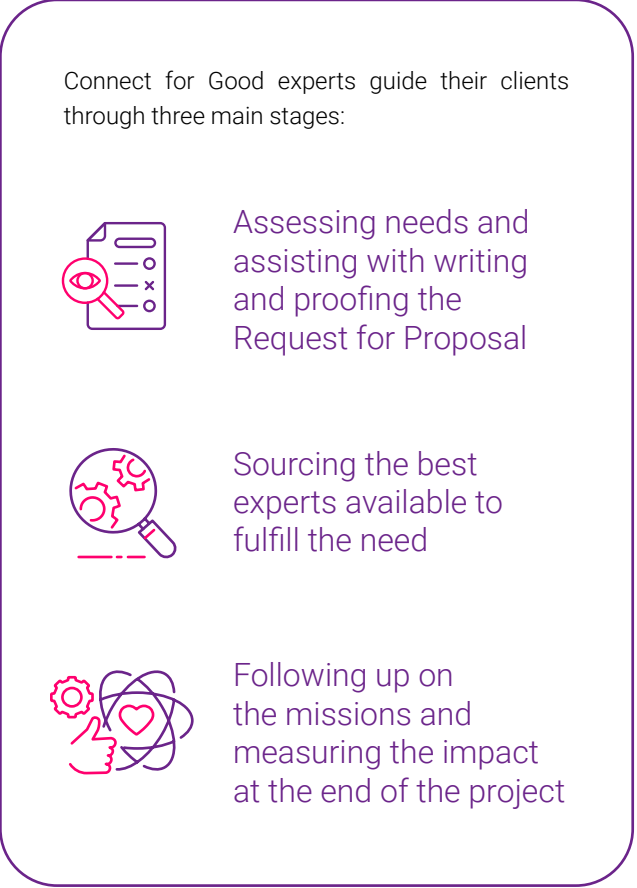 Connect for Good experts guide their clients
through three main stages:
Assessing needs and
assisting with writing
and proofing the
Request for Proposal
Sourcing the best
experts available to
fulfill the need
Following up on
the missions and
measuring the impact
at the end of the project